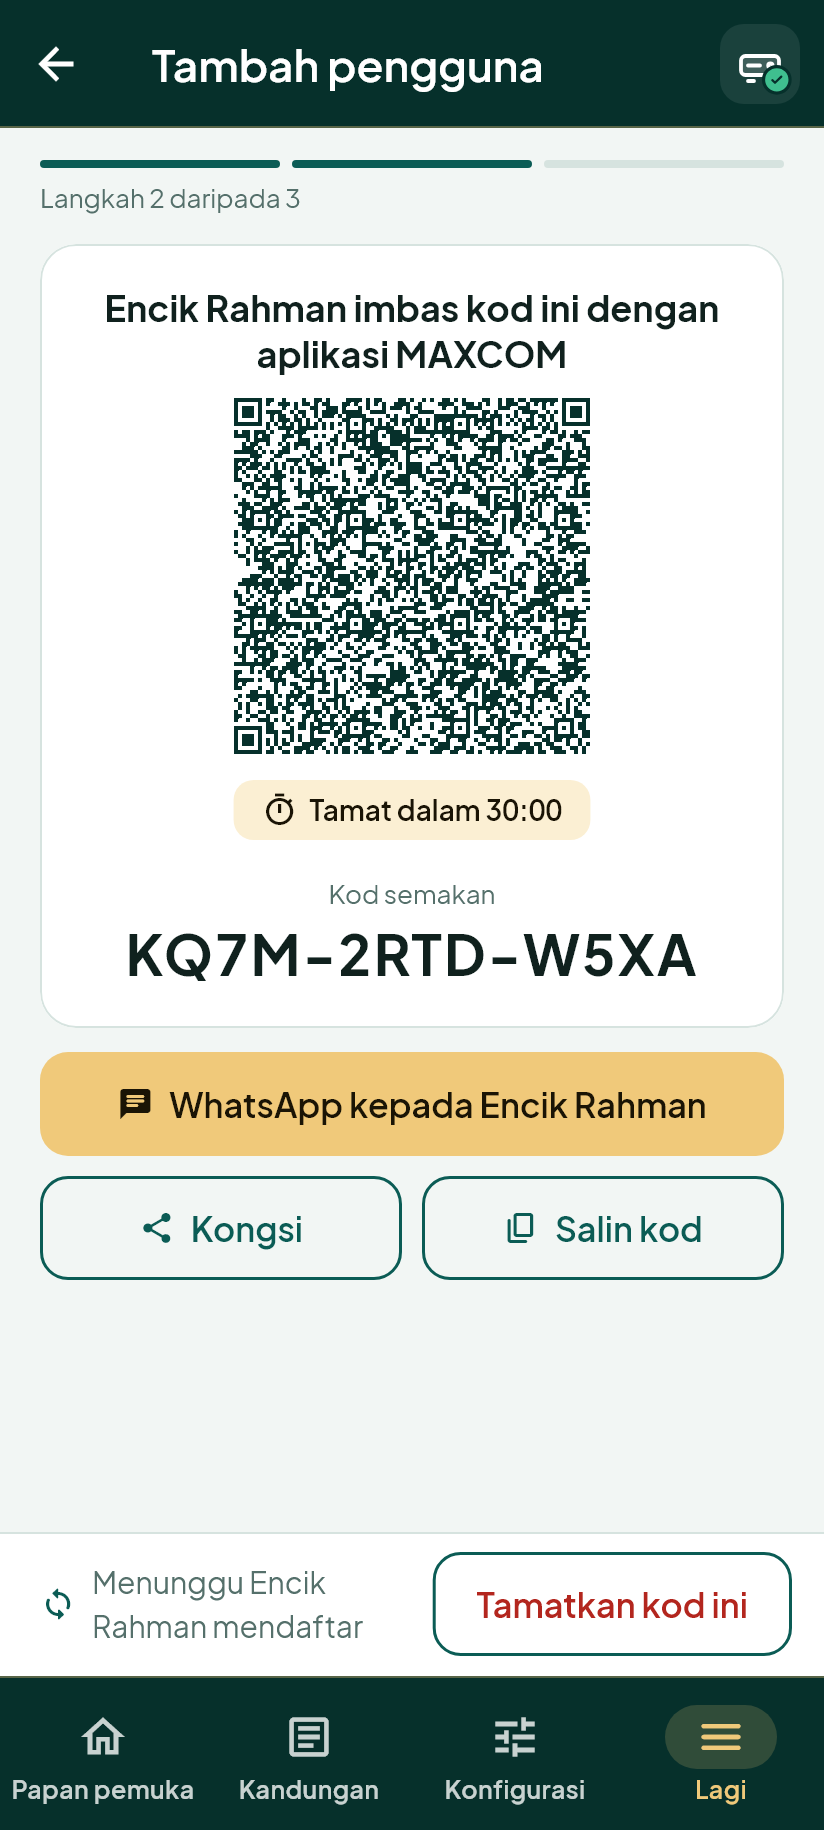 Tambah pengguna
Langkah 2 daripada 3
Encik Rahman imbas kod ini dengan
aplikasi MAXCOM
Tamat dalam 30:00
Kod semakan
KQ7M-2RTD-W5XA
WhatsApp kepada Encik Rahman
Kongsi
Salin kod
Menunggu Encik
Rahman mendaftar
Tamatkan kod ini
Papan pemuka
Kandungan
Konfigurasi
Lagi